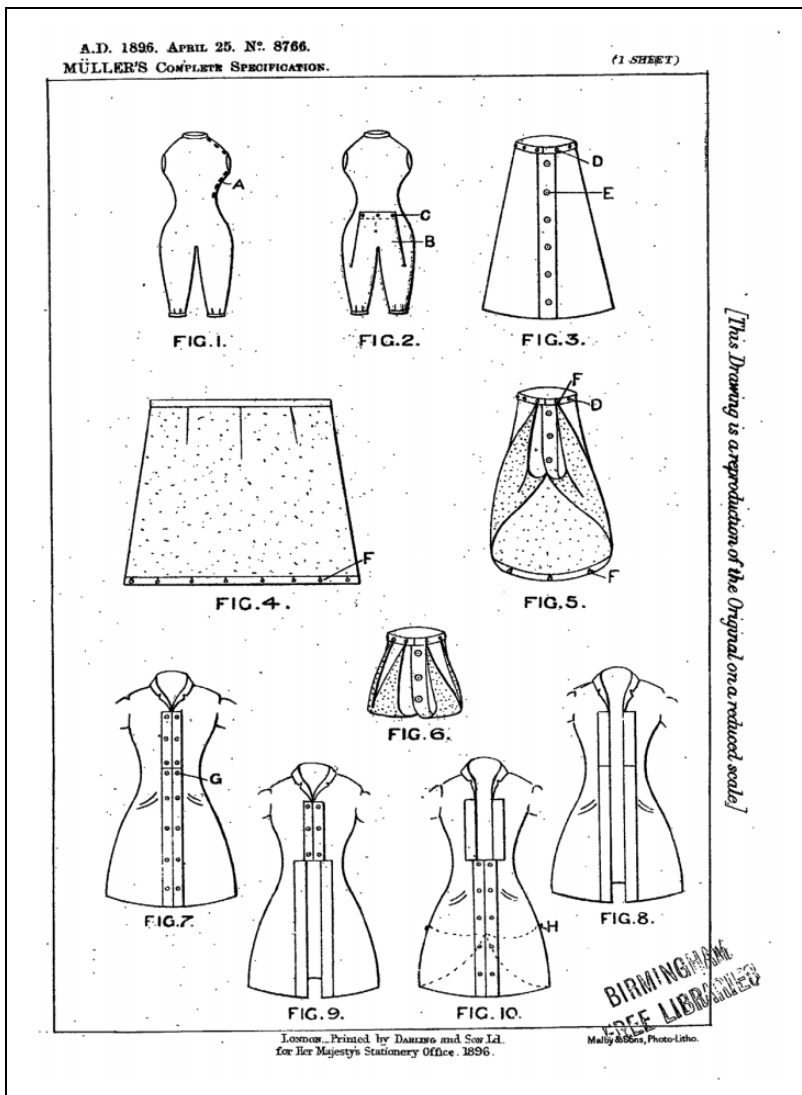 A.D. 1896. APRIL 25. Nº. 8766.
MÜLLER'S COMPLETE SPECIFICATION.
(1 SHEET)
A
FIG.1.
C
B
FIG.2.
D
E
FIG.3.
F
FIG.4.
F
D
F
FIG.5.
FIG.6.
G
FIG.7.
FIG.8.
FIG.9.
H
FIG.10.
[This Drawing is a reproduction of the Original on a reduced scale]
BIRMINGHAM
FREE LIBRARIES
LONDON. Printed by DARLING and SON Ld.
for Her Majesty's Stationery Office. 1896.
Malby & Sons, Photo-Litho.